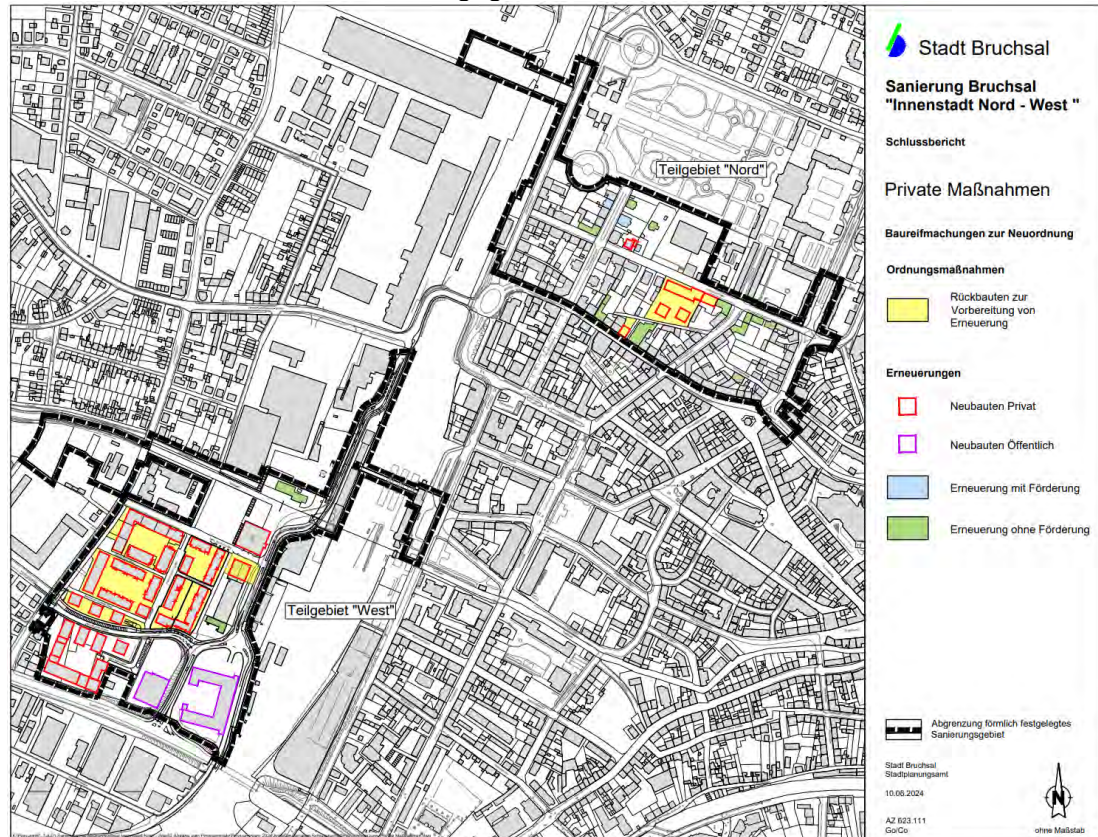 Stadt Bruchsal
Sanierung Bruchsal
"Innenstadt Nord - West "
Schlussbericht
Private Maßnahmen
Baureifmachungen zur Neuordnung
Ordnungsmaßnahmen
Rückbauten zur
Vorbereitung von
Erneuerung
Erneuerungen
Neubauten Privat
Neubauten Öffentlich
Erneuerung mit Förderung
Erneuerung ohne Förderung
Abgrenzung förmlich festgelegtes
Sanierungsgebiet
Stadt Bruchsal
Stadtplanungsamt
10.06.2024
AZ 623.111
Go/Co
N
ohne Maßstab
Teilgebiet "Nord"
Teilgebiet "West"